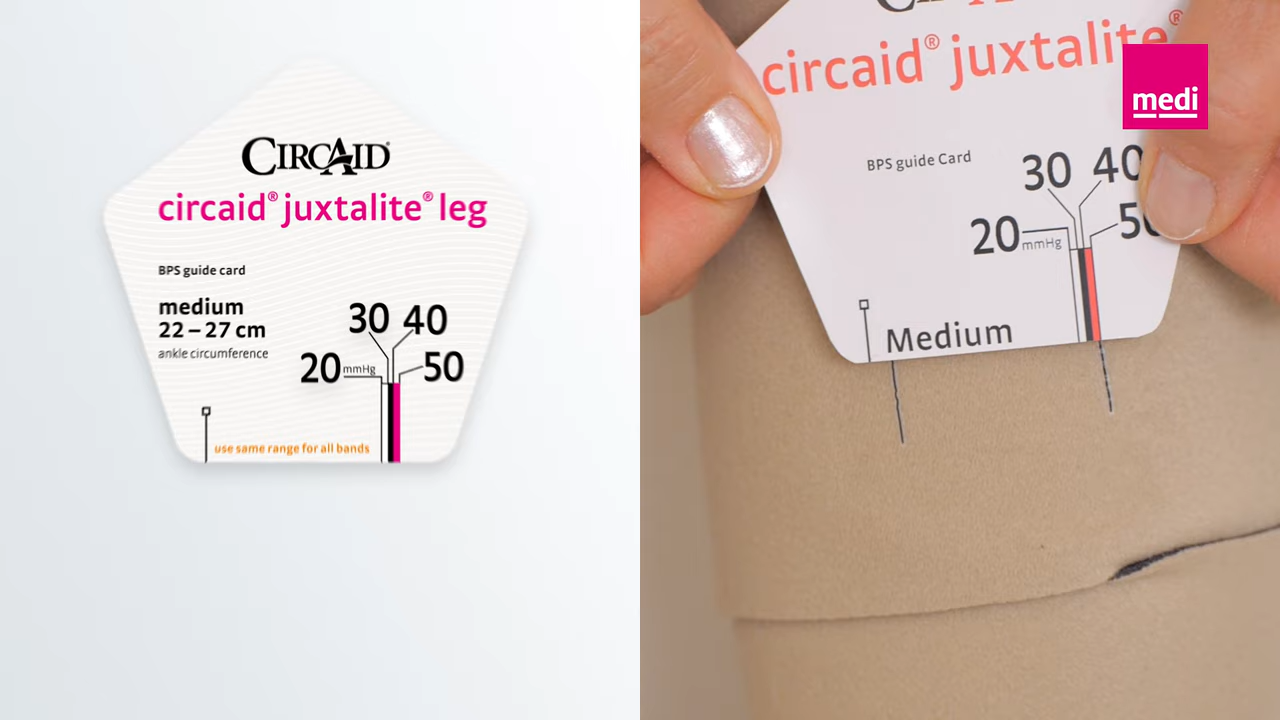 CIRCAID®
circaid® juxtalite® leg
BPS guide card
medium
22 – 27 cm
ankle circumference
30 40
20 mmHg 50
use same range for all bands
circaid® juxtalite®
medi
BPS guide Card
30 40
20 mmHg 50
Medium